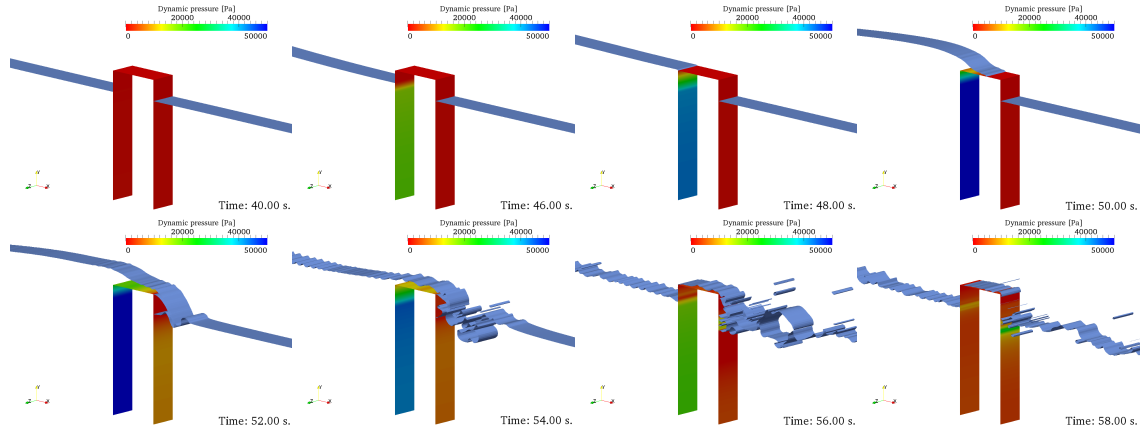 Dynamic pressure [Pa]
0 20000 40000 50000
Y
Z X
Time: 40.00 s.
Dynamic pressure [Pa]
0 20000 40000 50000
Y
Z X
Time: 46.00 s.
Dynamic pressure [Pa]
0 20000 40000 50000
Y
Z X
Time: 48.00 s.
Dynamic pressure [Pa]
0 20000 40000 50000
Y
Z X
Time: 50.00 s.
Dynamic pressure [Pa]
0 20000 40000 50000
Y
Z X
Time: 52.00 s.
Dynamic pressure [Pa]
0 20000 40000 50000
Y
Z X
Time: 54.00 s.
Dynamic pressure [Pa]
0 20000 40000 50000
Y
Z X
Time: 56.00 s.
Dynamic pressure [Pa]
0 20000 40000 50000
Y
Z X
Time: 58.00 s.